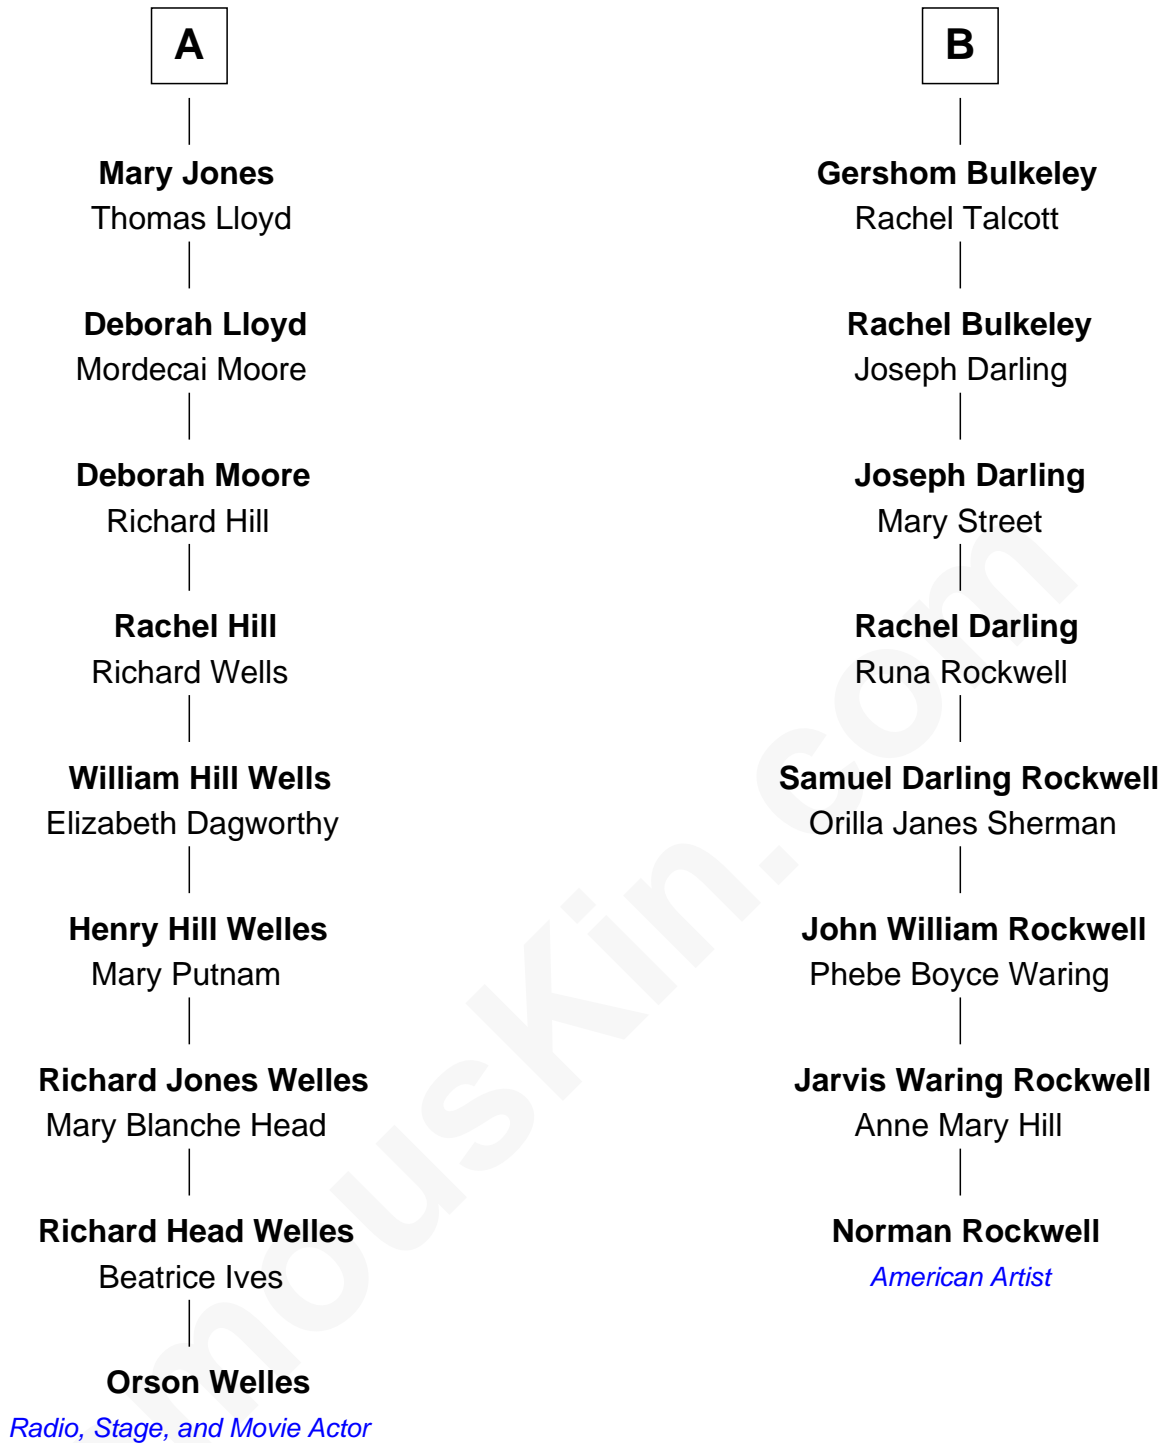 A
Mary Jones
Thomas Lloyd
Deborah Lloyd
Mordecai Moore
Deborah Moore
Richard Hill
Rachel Hill
Richard Wells
William Hill Wells
Elizabeth Dagworthy
Henry Hill Welles
Mary Putnam
Richard Jones Welles
Mary Blanche Head
Richard Head Welles
Beatrice Ives
Orson Welles
Radio, Stage, and Movie Actor
B
Gershom Bulkeley
Rachel Talcott
Rachel Bulkeley
Joseph Darling
Joseph Darling
Mary Street
Rachel Darling
Runa Rockwell
Samuel Darling Rockwell
Orilla Janes Sherman
John William Rockwell
Phebe Boyce Waring
Jarvis Waring Rockwell
Anne Mary Hill
Norman Rockwell
American Artist
mousKin.com